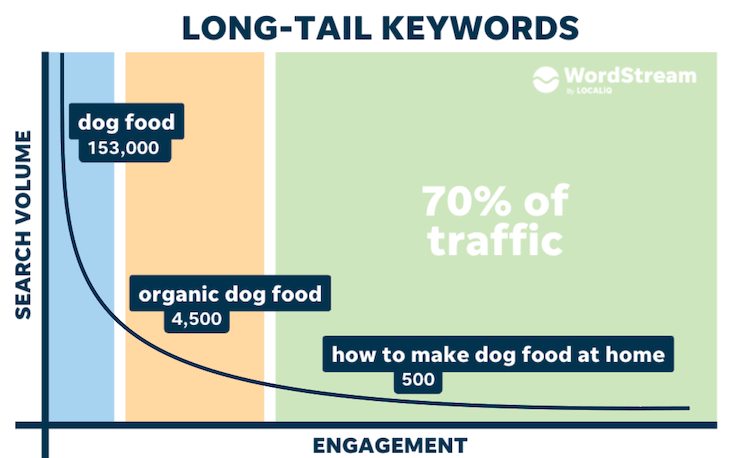 LONG-TAIL KEYWORDS
WordStream
By LOCALiQ
dog food
153,000
SEARCH VOLUME
70% of
traffic
organic dog food
4,500
how to make dog food at home
500
ENGAGEMENT